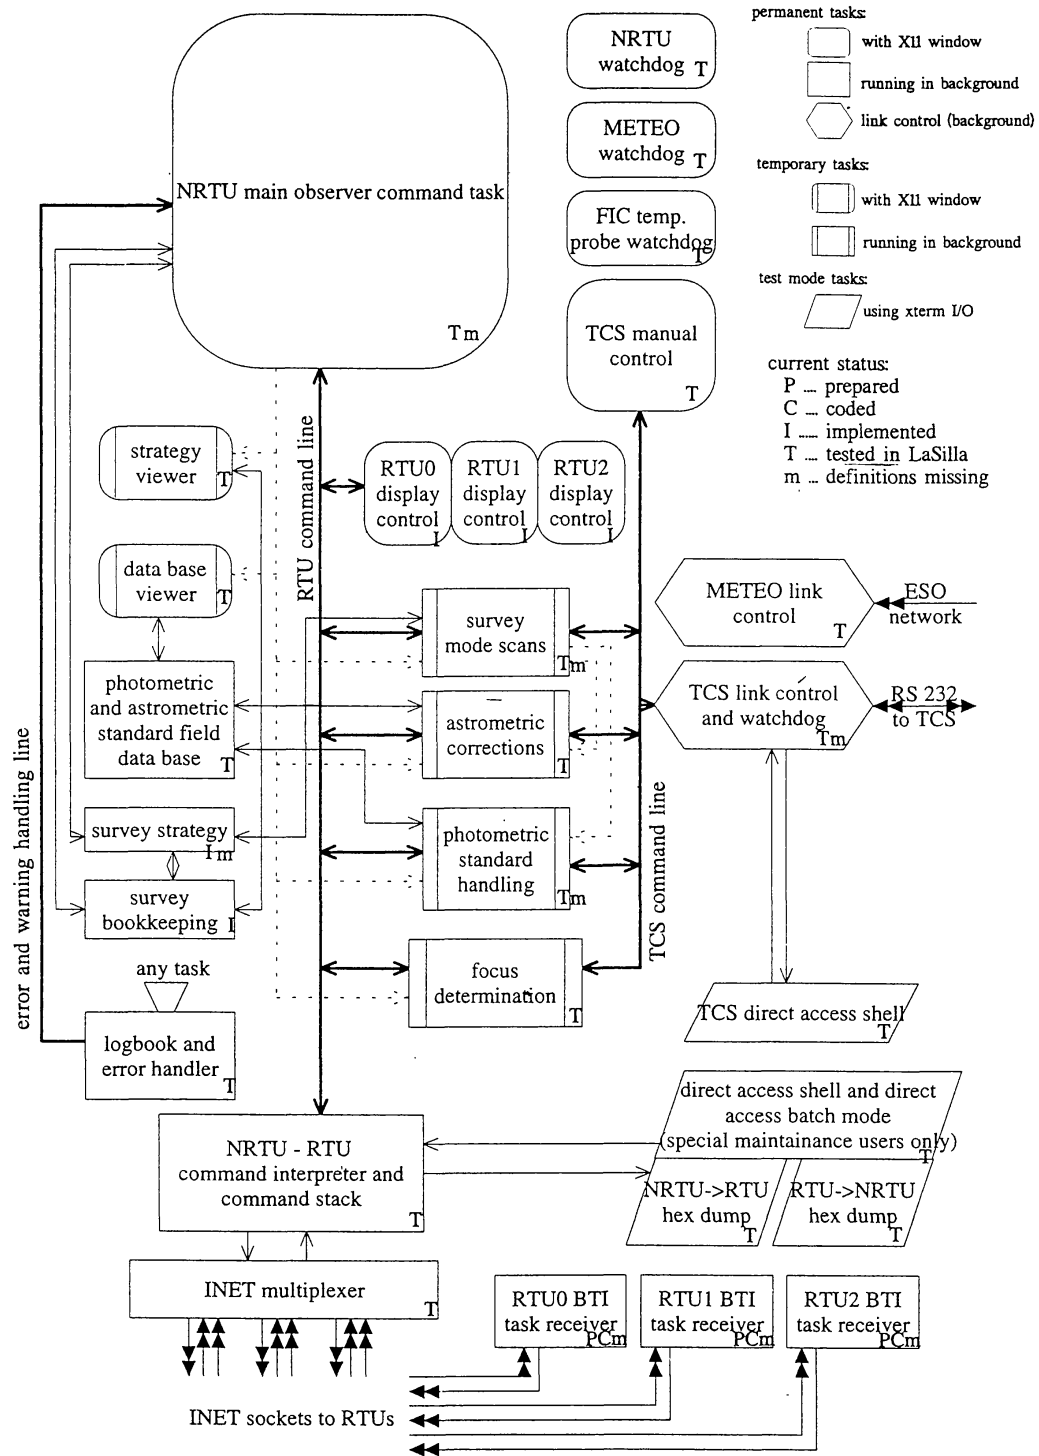 permanent tasks:
with X11 window
running in background
link control (background)
temporary tasks:
with X11 window
running in background
test mode tasks:
using xterm I/O
current status:
P .... prepared
C ... coded
I ..... implemented
T ... tested in LaSilla
m ... definitions missing
NRTU
watchdog T
METEO
watchdog T
FIC temp.
probe watchdog
T
NRTU main observer command task
Tm
TCS manual
control
T
strategy
viewer
T
RTU command line
RTU0
display
control
I
RTU1
display
control
I
RTU2
display
control
I
data base
viewer
T
METEO link
control
T
ESO
network
survey
mode scans
Tm
photometric
and astrometric
standard field
data base
T
astrometric
corrections
T
TCS link control
and watchdog
Tm
RS 232
to TCS
error and warning handling line
survey strategy
Im
photometric
standard
handling
Tm
TCS command line
survey
bookkeeping
I
any task
focus
determination
T
TCS direct access shell
T
logbook and
error handler
T
direct access shell and direct
access batch mode
(special maintainance users only)
T
NRTU - RTU
command interpreter and
command stack
T
NRTU->RTU
hex dump
T
RTU->NRTU
hex dump
T
INET multiplexer
T
RTU0 BTI
task receiver
PCm
RTU1 BTI
task receiver
PCm
RTU2 BTI
task receiver
PCm
INET sockets to RTUs